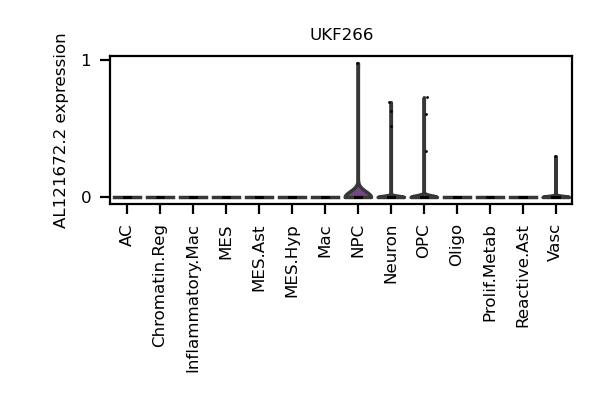 UKF266
AL121672.2 expression
1
0
AC
Chromatin.Reg
Inflammatory.Mac
MES
MES.Ast
MES.Hyp
Mac
NPC
Neuron
OPC
Oligo
Prolif.Metab
Reactive.Ast
Vasc